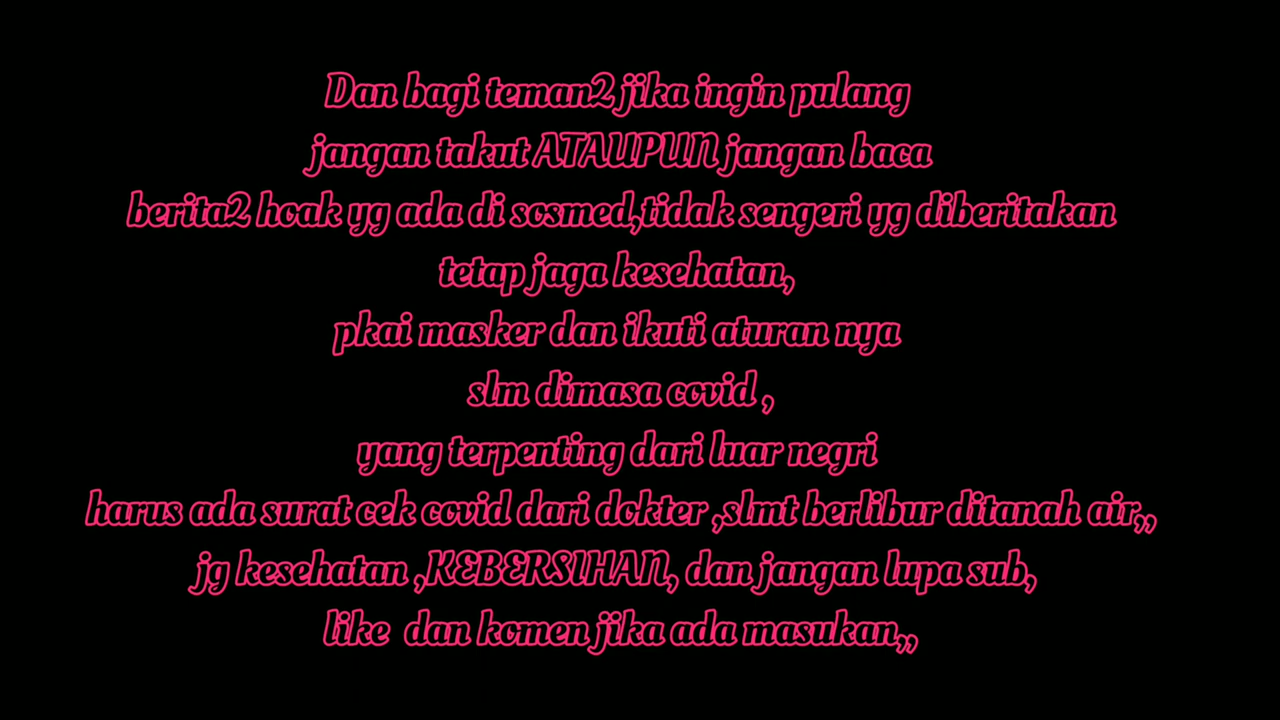 Dan bagi teman2 jika ingin pulang
jangan takut ATAUPUN jangan baca
berita2 hoak yg ada di sosmed,tidak sengeri yg diberitakan
tetap jaga kesehatan,
pkai masker dan ikuti aturan nya
slm dimasa covid ,
yang terpenting dari luar negri
harus ada surat cek covid dari dokter ,slmt berlibur ditanah air,,
jg kesehatan ,KEBERSIHAN, dan jangan lupa sub,
like  dan komen jika ada masukan,,